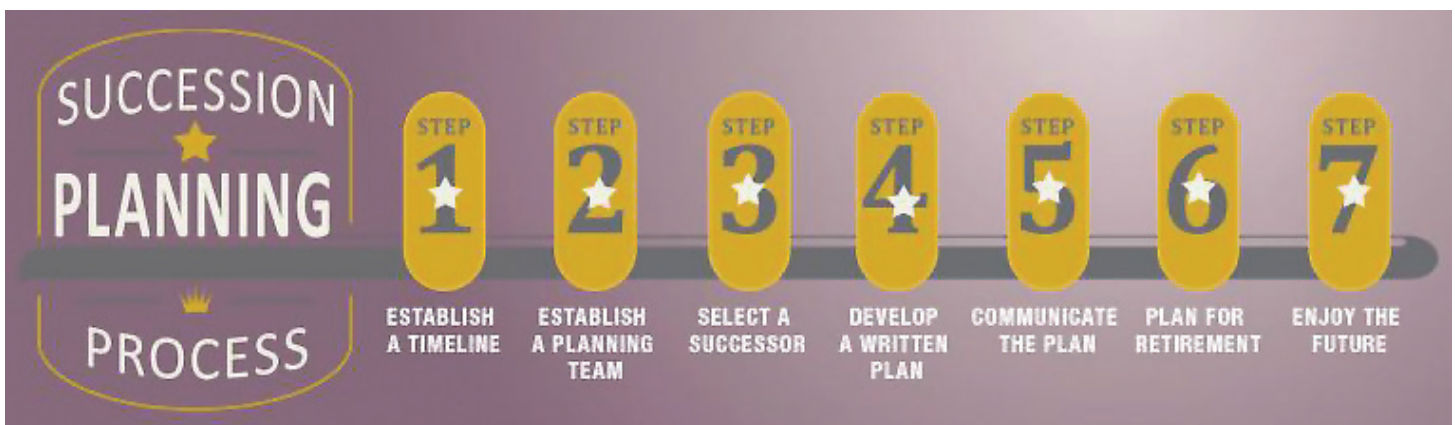 SUCCESSION
PLANNING
PROCESS
STEP
1
ESTABLISH
A TIMELINE
STEP
2
ESTABLISH
A PLANNING
TEAM
STEP
3
SELECT A
SUCCESSOR
STEP
4
DEVELOP
A WRITTEN
PLAN
STEP
5
COMMUNICATE
THE PLAN
STEP
6
PLAN FOR
RETIREMENT
STEP
7
ENJOY THE
FUTURE